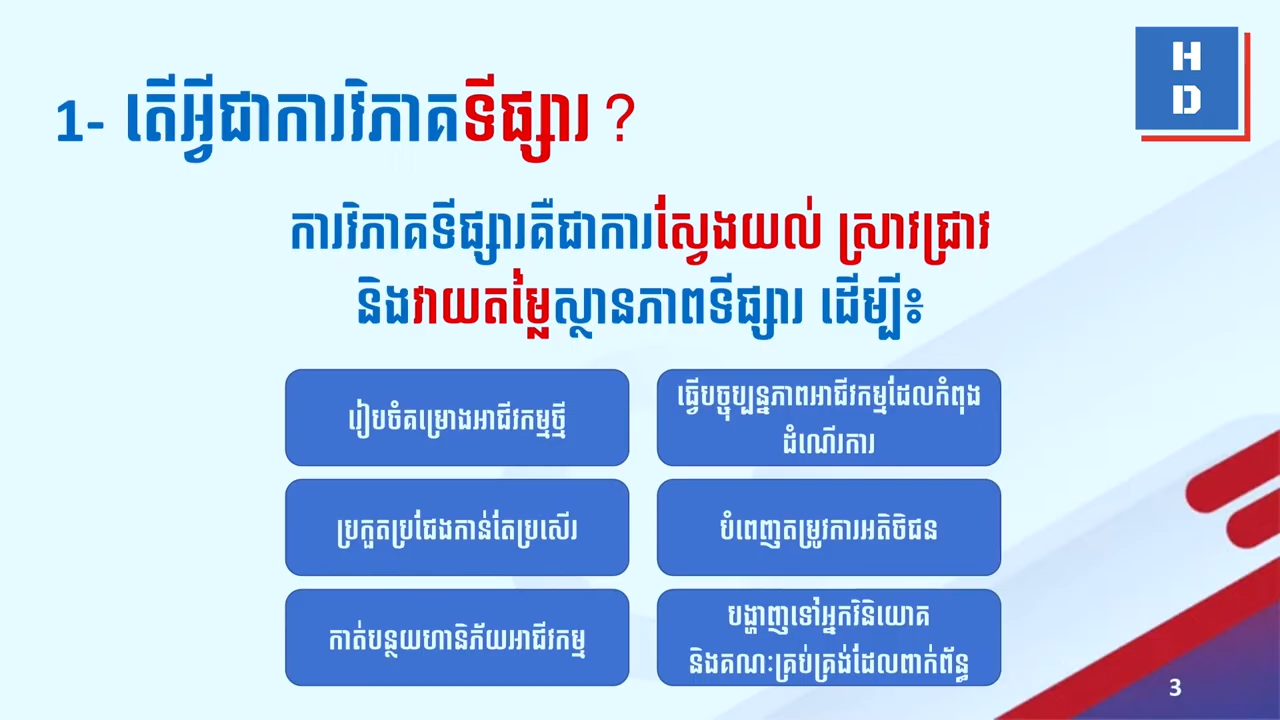 H
D
1- តើអ្វីជាការវិភាគទីផ្សារ ?
ការវិភាគទីផ្សារគឺជាការស្វែងយល់ ស្រាវជ្រាវ
និងវាយតម្លៃស្ថានភាពទីផ្សារ ដើម្បី៖
រៀបចំគម្រោងអាជីវកម្មថ្មី
ធ្វើបច្ចុប្បន្នភាពអាជីវកម្មដែលកំពុង
ដំណើរការ
ប្រកួតប្រជែងកាន់តែប្រសើរ
បំពេញតម្រូវការអតិថិជន
កាត់បន្ថយហានិភ័យអាជីវកម្ម
បង្ហាញទៅអ្នកវិនិយោគ
និងគណៈគ្រប់គ្រង់ដែលពាក់ព័ន្ធ
3